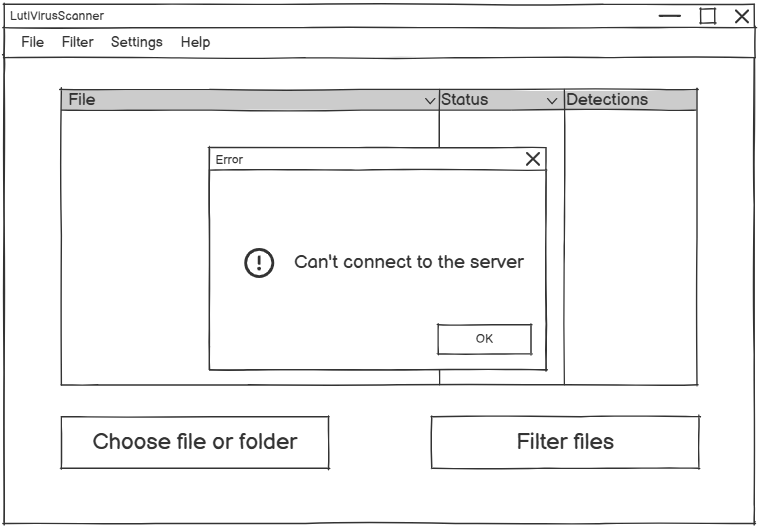 LutiVirusScanner
File Filter Settings Help
File Status Detections
Error
Can't connect to the server
OK
Choose file or folder Filter files